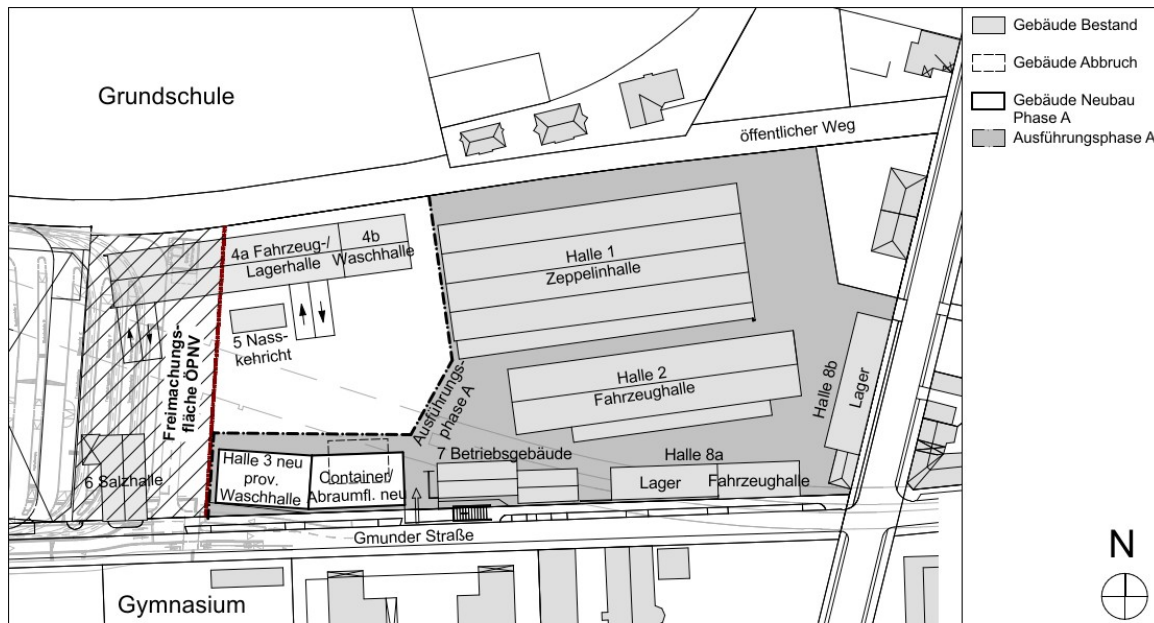 Gebäude Bestand
Gebäude Abbruch
Gebäude Neubau
Phase A
Ausführungsphase A
Grundschule
öffentlicher Weg
4a Fahrzeug-/
Lagerhalle
4b
Waschhalle
Halle 1
Zeppelinhalle
5 Nass-
kehricht
Freimachungs-
fläche ÖPNV
Ausführungs-
phase A
Halle 2
Fahrzeughalle
Halle 8b
Lager
6 Salzhalle
Halle 3 neu
prov.
Waschhalle
Container/
Abraumfl. neu
7 Betriebsgebäude
Halle 8a
Lager
Fahrzeughalle
Gmunder Straße
Gymnasium
N